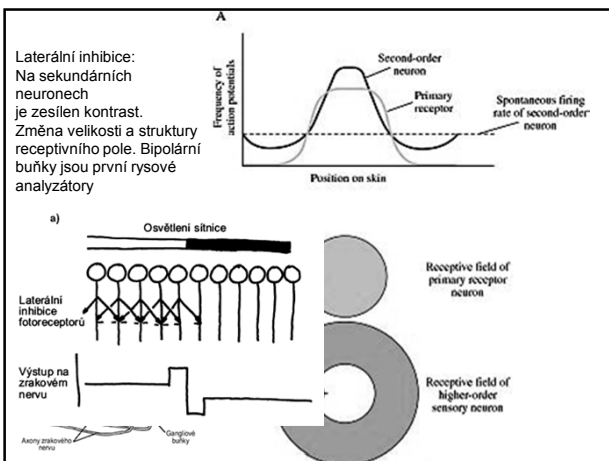 Laterální inhibice:
Na sekundárních
neuronech
je zesílen kontrast.
Změna velikosti a struktury
receptivního pole. Bipolární
buňky jsou první rysové
analyzátory
A
Frequency of
action potentials
Second-order
neuron
Primary
receptor
Spontaneous firing
rate of second-order
neuron
Position on skin
a)
Osvětlení sítnice
Laterální
inhibice
fotoreceptorů
Výstup na
zrakovém
nervu
Receptive field of
primary receptor
neuron
Receptive field of
higher-order
sensory neuron
Axony zrakového
nervu
Gangliové
buňky